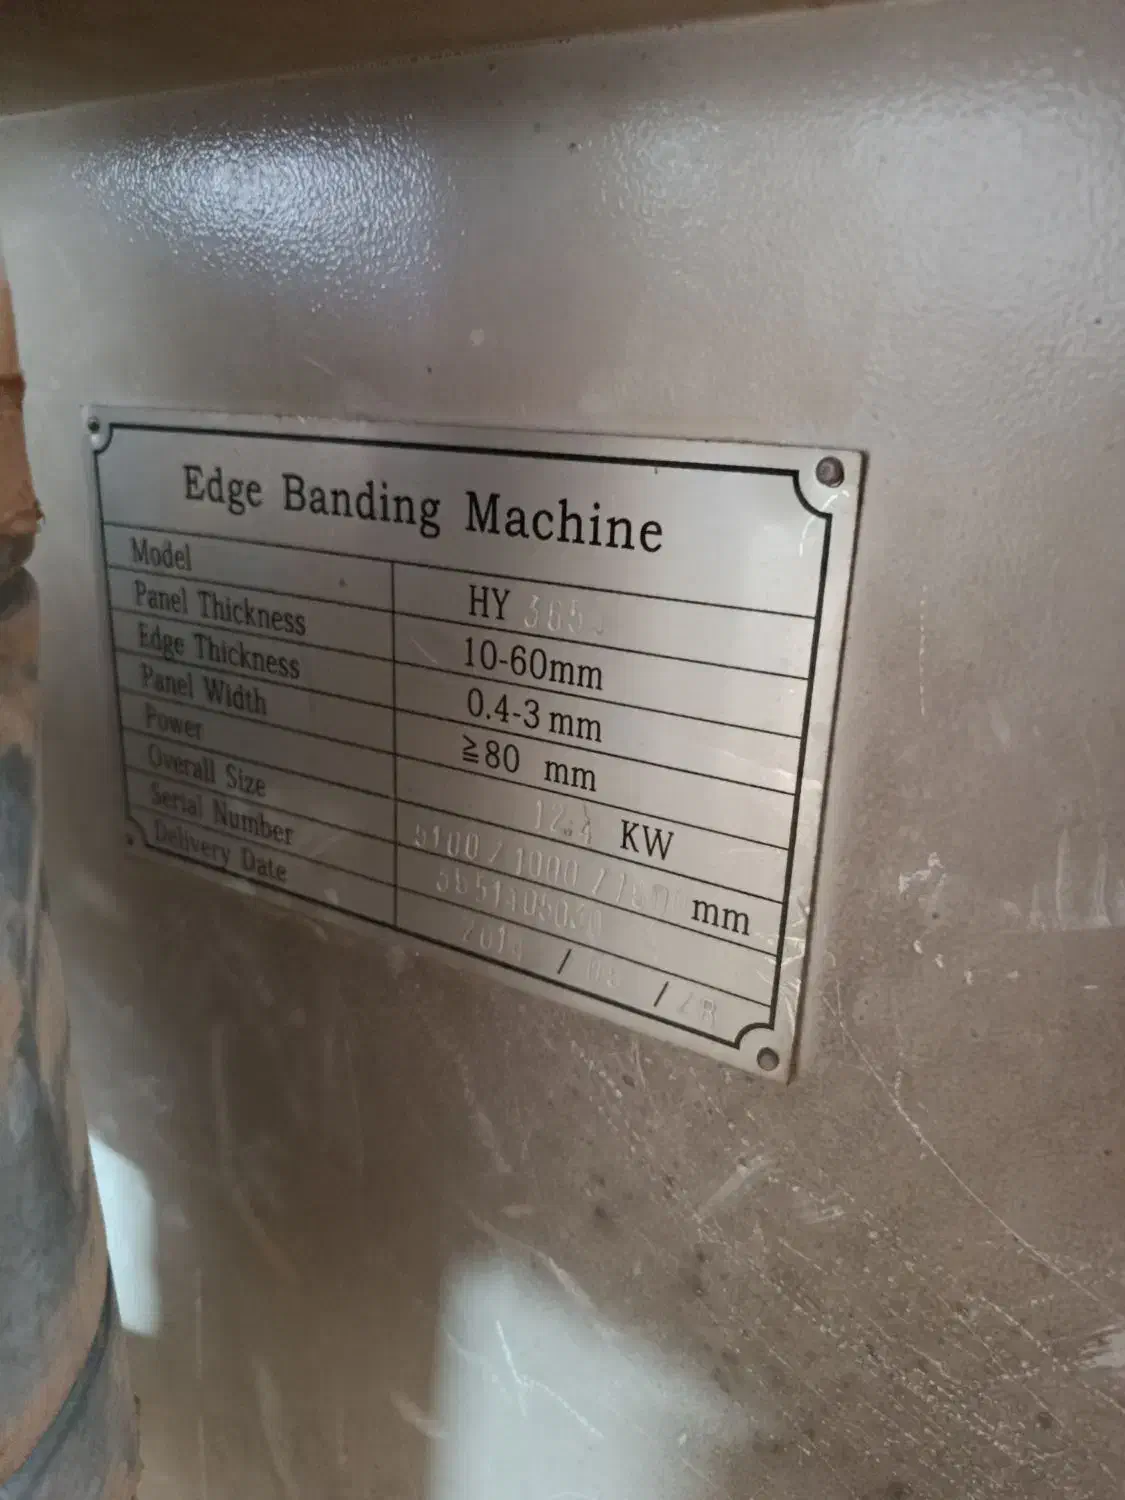 Edge Banding Machine
Model HY
Panel Thickness 10-60mm
Edge Thickness 0.4-3 mm
Panel Width ≧80 mm
Power KW
Overall Size mm
Serial Number
Delivery Date / /